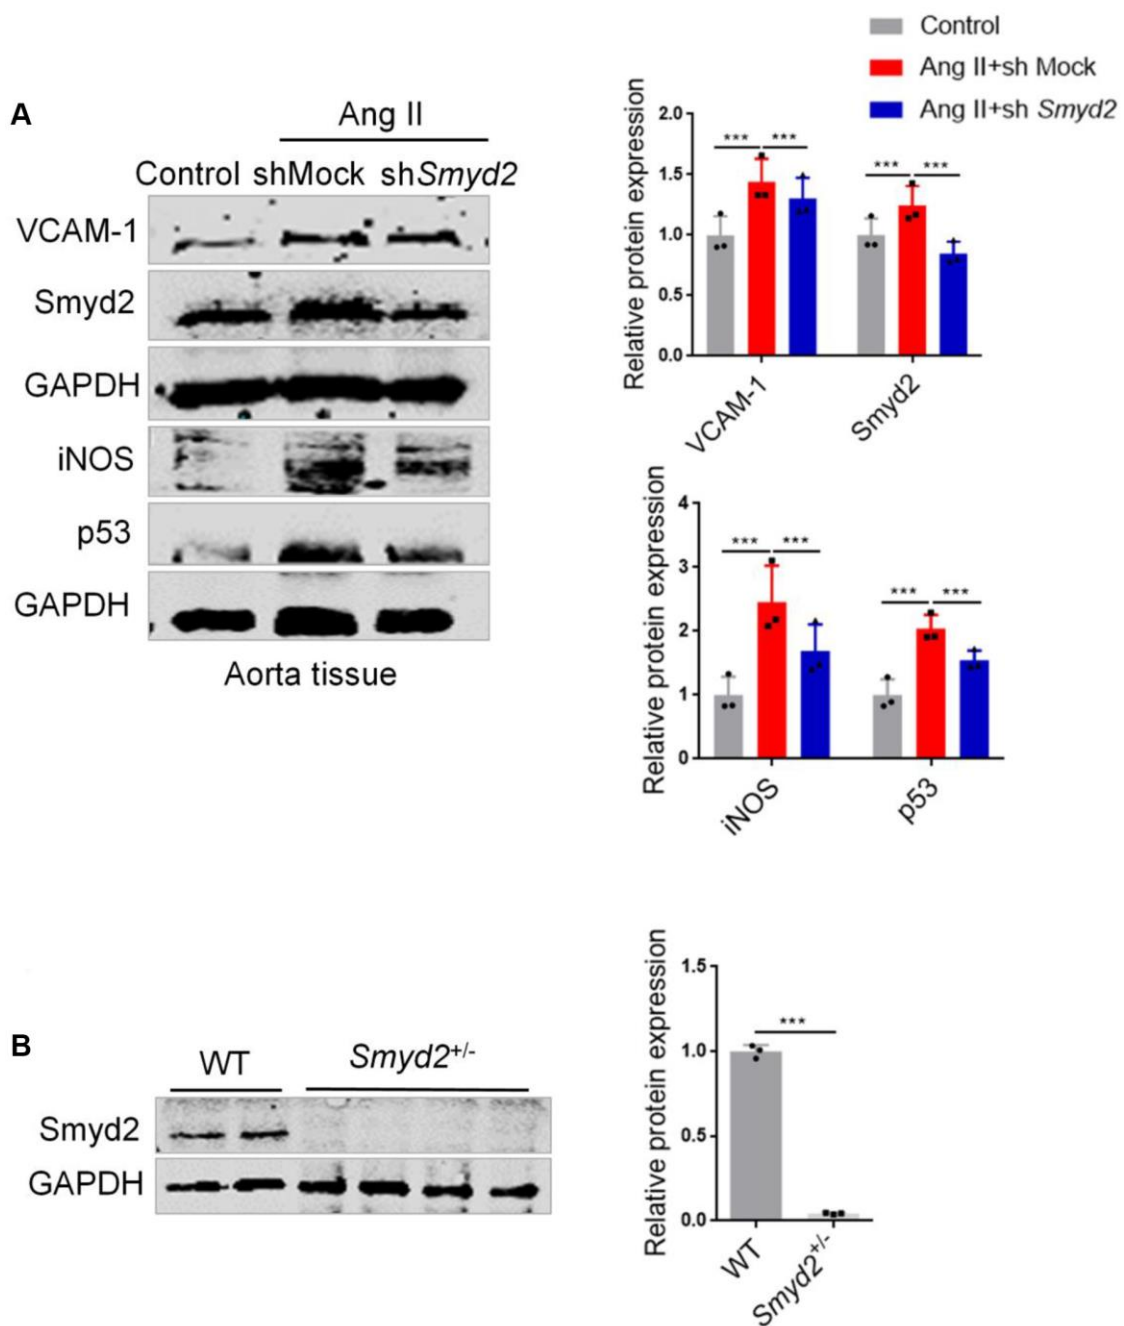 Control
Ang II+sh Mock
Ang II+sh Smyd2
A
Ang II
Control shMock shSmyd2
VCAM-1
Smyd2
GAPDH
iNOS
p53
GAPDH
Aorta tissue
Relative protein expression
2.0
1.5
1.0
0.5
0.0
*** ***
*** ***
VCAM-1
Smyd2
Relative protein expression
4
3
2
1
0
*** ***
*** ***
iNOS
p53
B
WT
Smyd2+/-
Smyd2
GAPDH
Relative protein expression
1.5
1.0
0.5
0.0
***
WT
Smyd2+/-